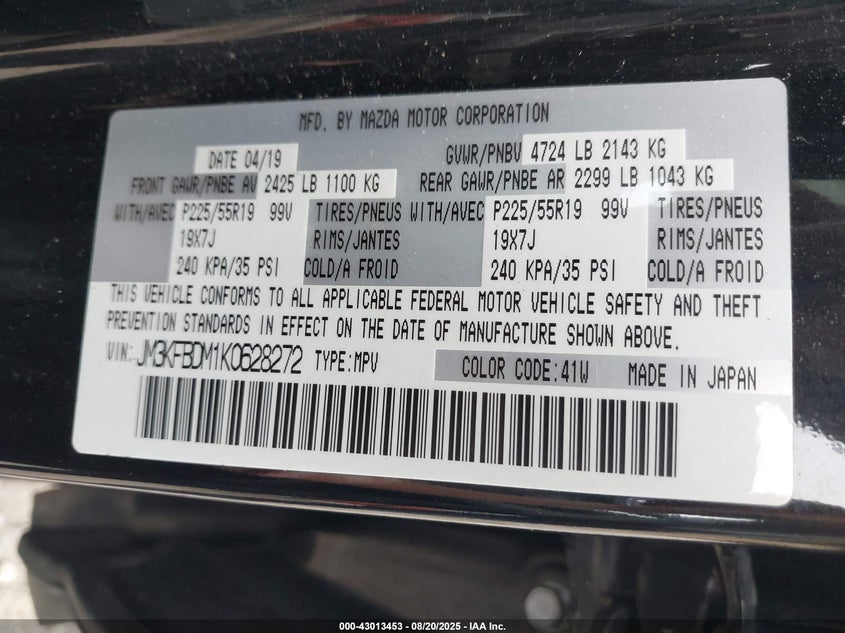 MFD. BY MAZDA MOTOR CORPORATION
DATE 04/19 GVWR/PNBV 4724 LB 2143 KG
FRONT GAWR/PNBE AV 2425 LB 1100 KG REAR GAWR/PNBE AR 2299 LB 1043 KG
WITH/AVEC P225/55R19 99V TIRES/PNEUS WITH/AVEC P225/55R19 99V TIRES/PNEUS
19X7J RIMS/JANTES 19X7J RIMS/JANTES
240 KPA/35 PSI COLD/A FROID 240 KPA/35 PSI COLD/A FROID
THIS VEHICLE CONFORMS TO ALL APPLICABLE FEDERAL MOTOR VEHICLE SAFETY AND THEFT
PREVENTION STANDARDS IN EFFECT ON THE DATE OF MANUFACTURE SHOWN ABOVE.
VIN: JM3KFBDM1K0628272 TYPE:MPV COLOR CODE:41W MADE IN JAPAN
000-43013453 - 08/20/2025 - IAA Inc.